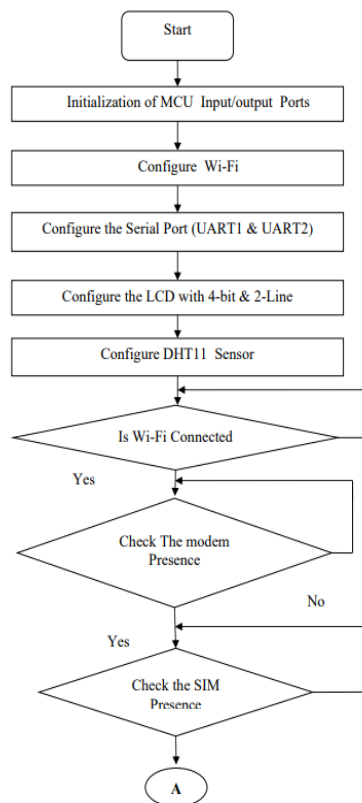 Start
Initialization of MCU Input/output Ports
Configure Wi-Fi
Configure the Serial Port (UART1 & UART2)
Configure the LCD with 4-bit & 2-Line
Configure DHT11 Sensor
Is Wi-Fi Connected
Yes
Check The modem
Presence
No
Yes
Check the SIM
Presence
A